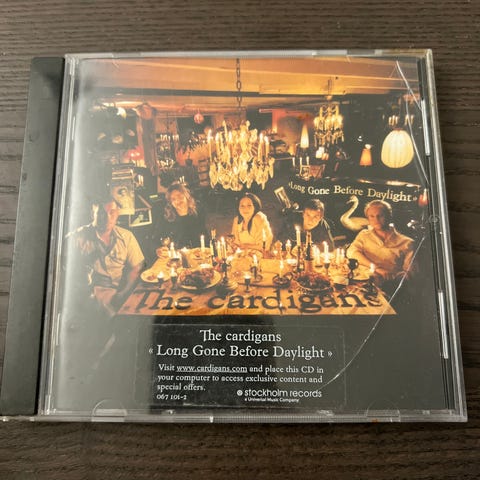 « Long Gone Before Daylight »
The cardigans
The cardigans
« Long Gone Before Daylight »
Visit www.cardigans.com and place this CD in
your computer to access exclusive content and
special offers.
067 101-2
stockholm records
a Universal Music Company